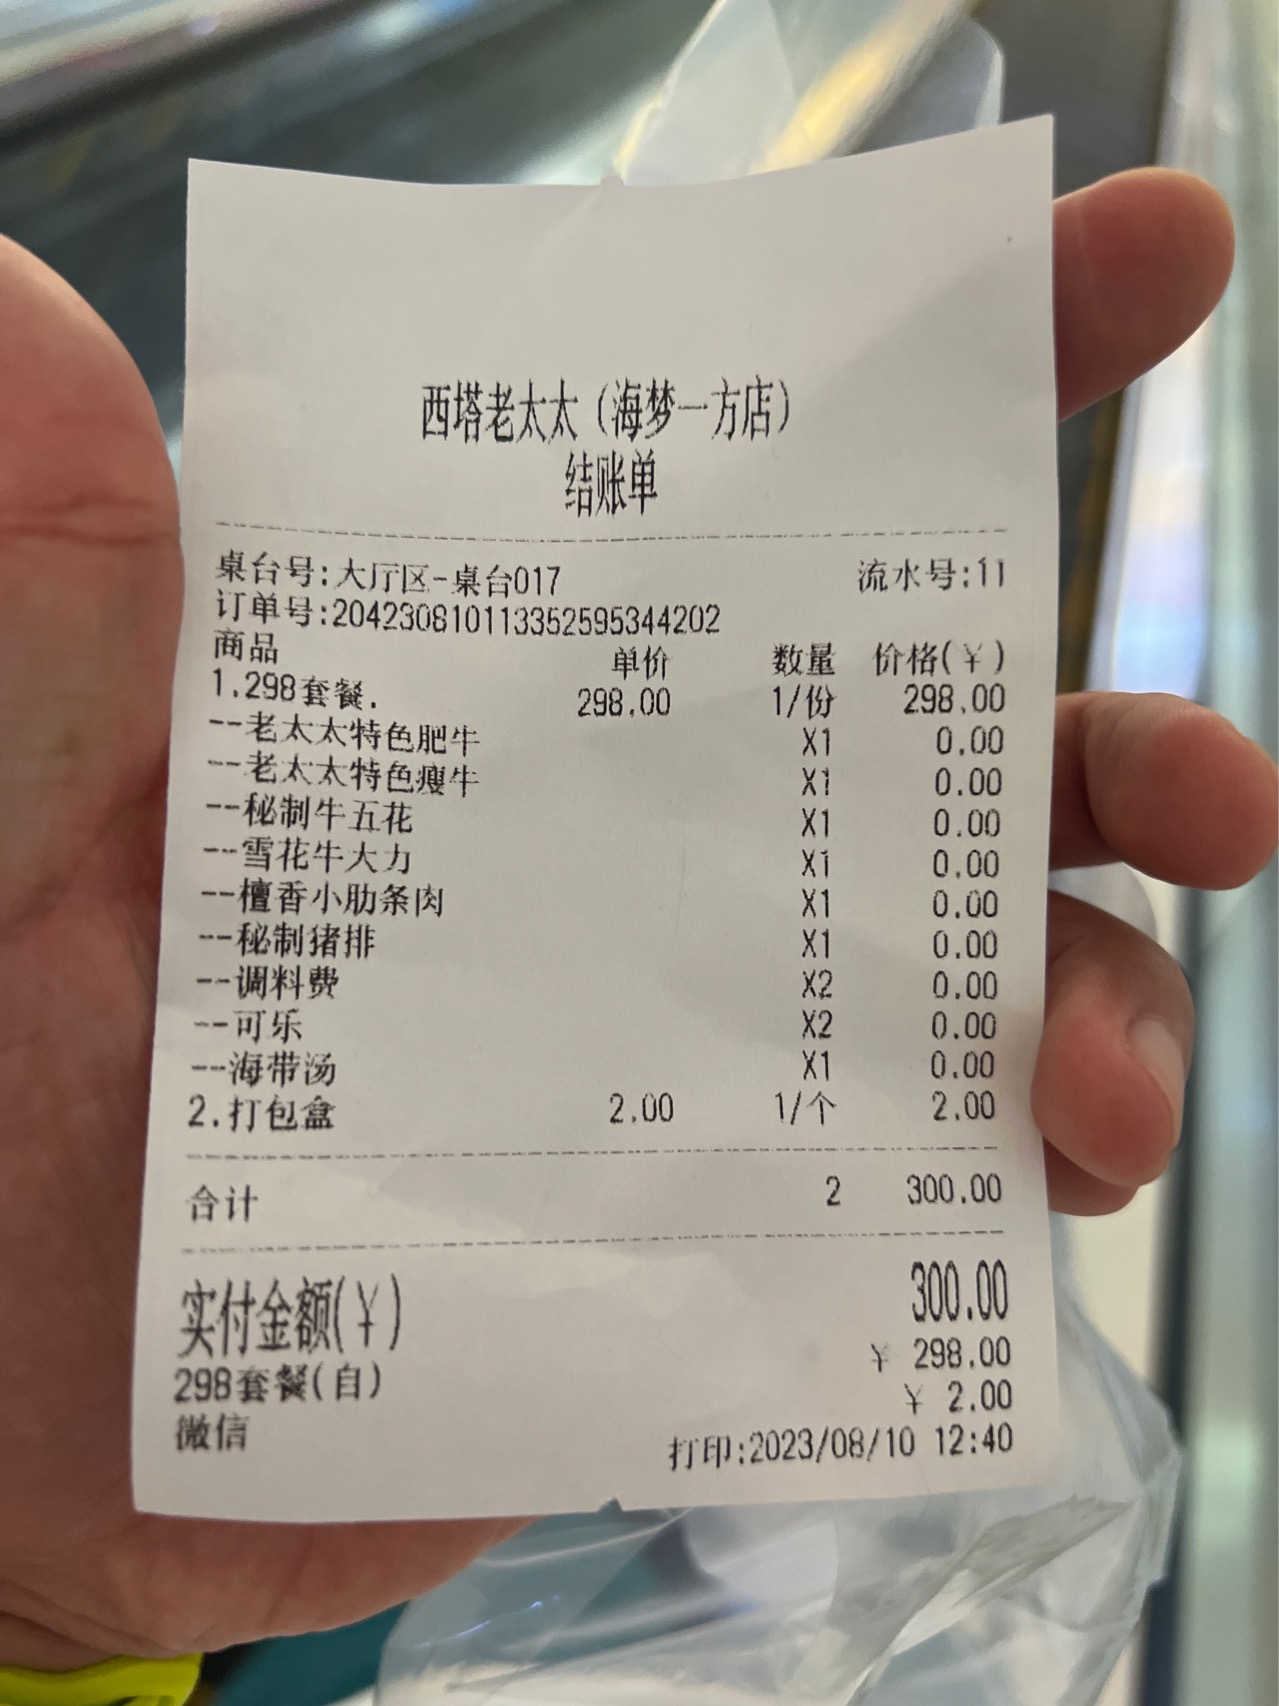 西塔老太太（海梦一方店）
结账单
桌台号:大厅区-桌台017 流水号:11
订单号:204230810113352595344202
商品 单价 数量 价格(¥)
1.298套餐. 298.00 1/份 298.00
--老太太特色肥牛 X1 0.00
--老太太特色瘦牛 X1 0.00
--秘制牛五花 X1 0.00
--雪花牛大力 X1 0.00
--檀香小肋条肉 X1 0.00
--秘制猪排 X1 0.00
--调料费 X2 0.00
--可乐 X2 0.00
--海带汤 X1 0.00
2.打包盒 2.00 1/个 2.00
合计 2 300.00
实付金额(¥) 300.00
298套餐(自) ¥ 298.00
微信 ¥ 2.00
打印:2023/08/10 12:40